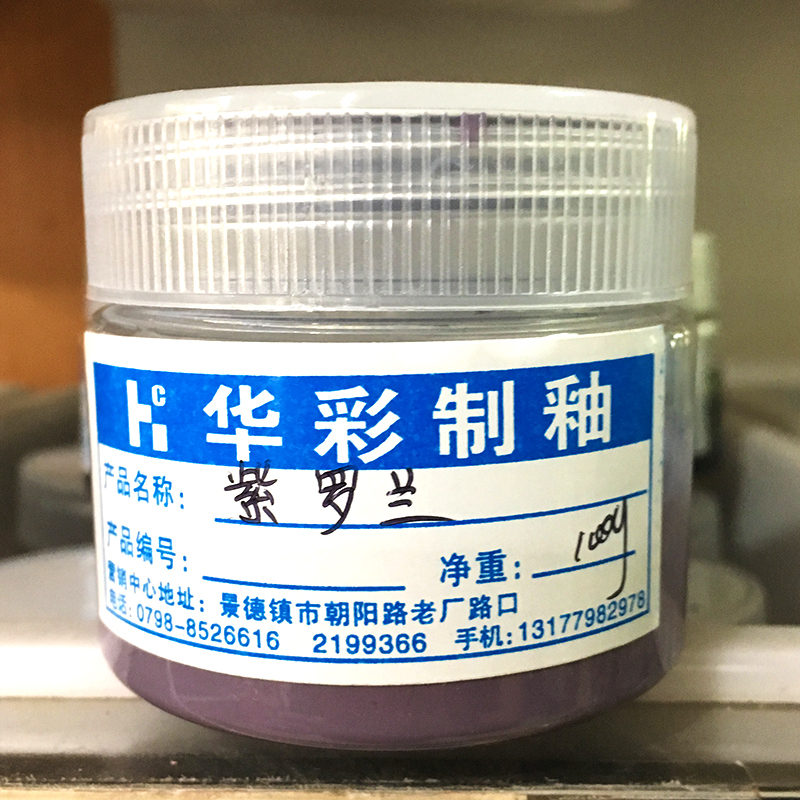 HC 华彩制釉
产品名称: 紫罗兰
产品编号:
净重: 100g
营销中心地址: 景德镇市朝阳路老厂路口
电话: 0798-8526616 2199366 手机: 13177982978